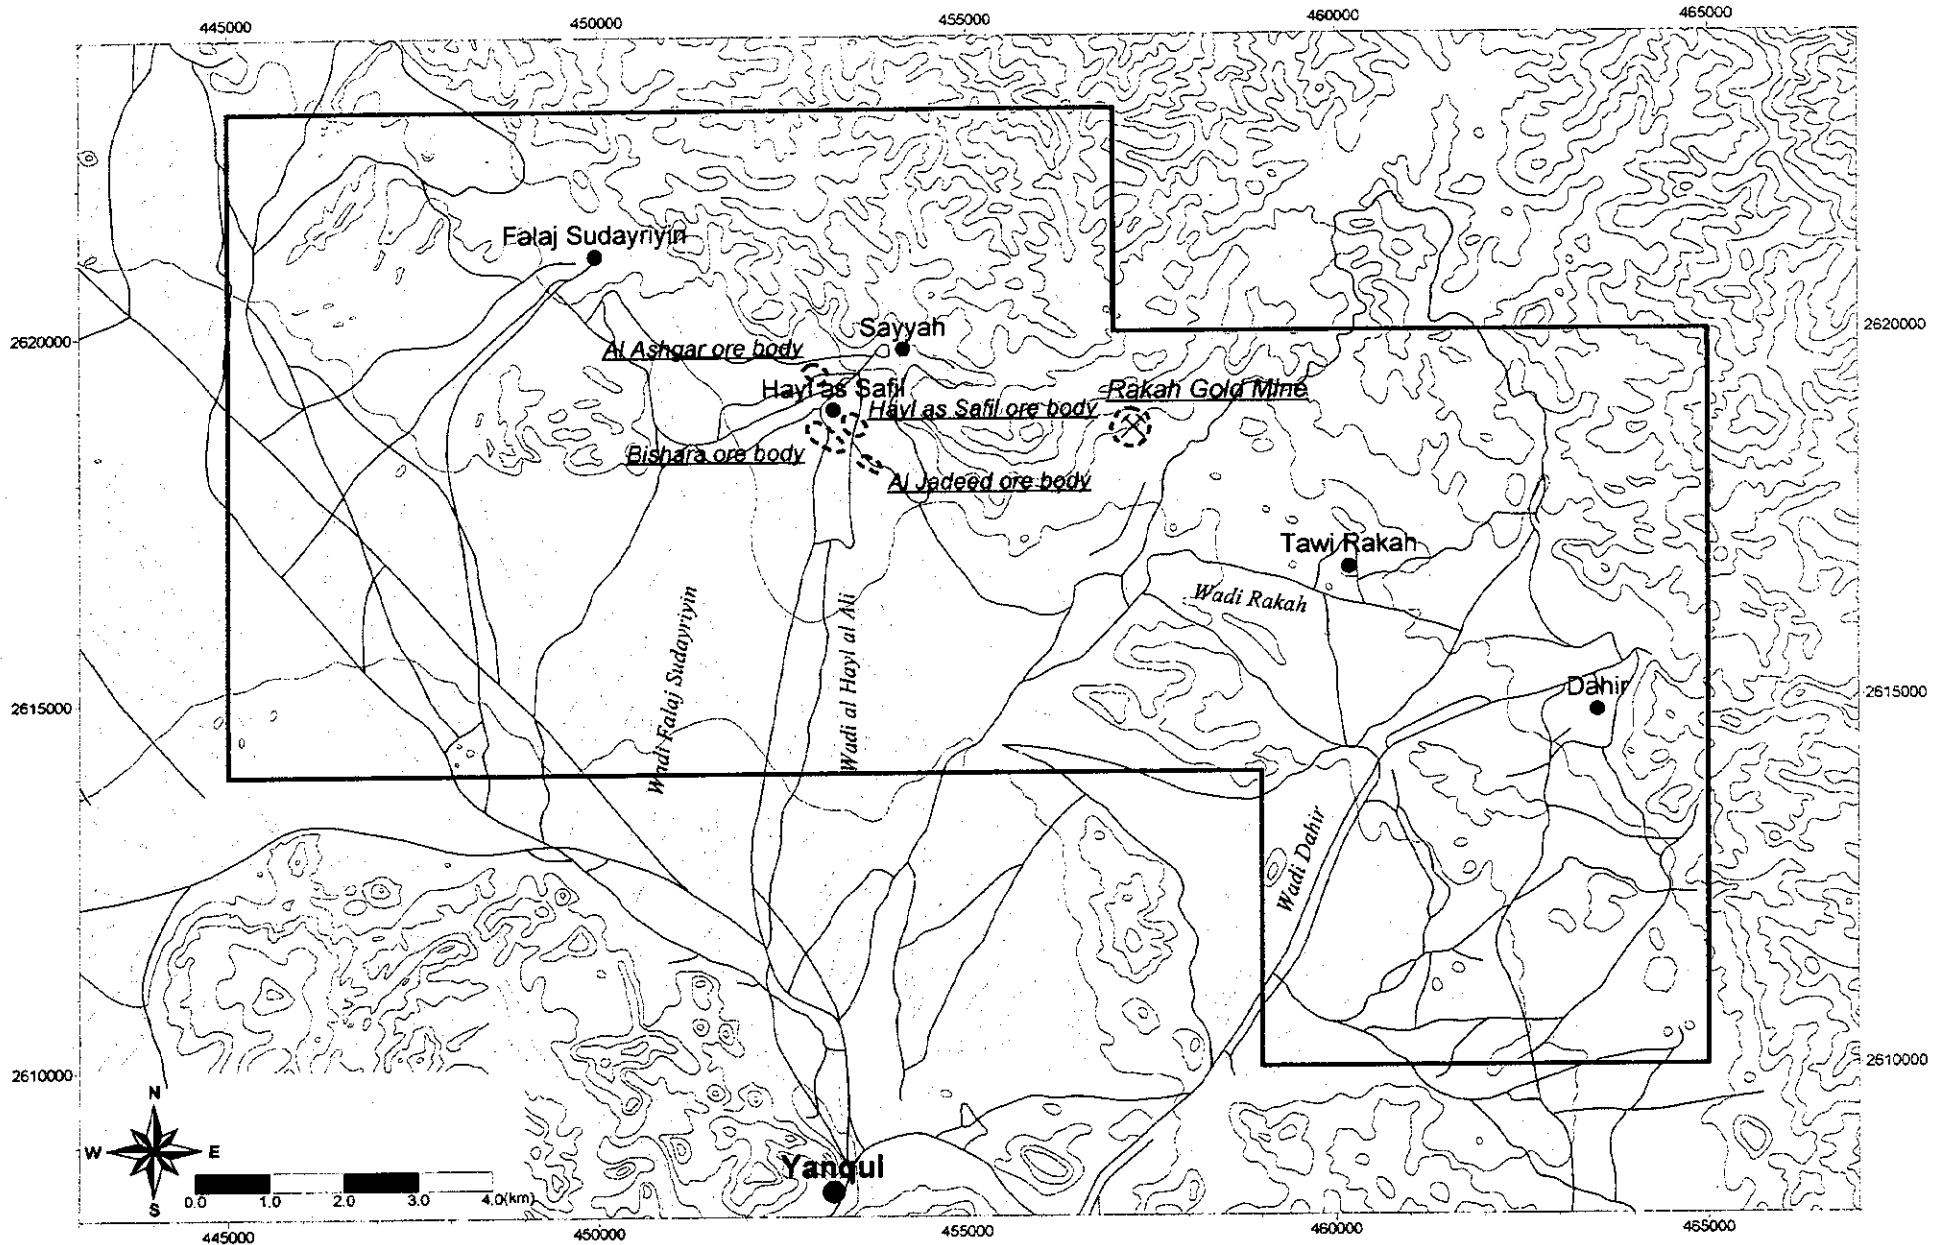 445000
450000
455000
460000
465000
Falaj Sudayriyin
2620000
2620000
Sayyah
Al Ashgar ore body
Hayl as Safil
Rakah Gold Mine
Hayl as Safil ore body
Bishara ore body
Al Jadeed ore body
Tawi Rakah
Wadi Rakah
Wadi Falaj Sudayriyin
Wadi al Hayl al Ali
Dahir
2615000
2615000
Wadi Dahir
2610000
2610000
N
W
E
S
0.0
1.0
2.0
3.0
4.0(km)
Yanqul
445000
450000
455000
460000
465000